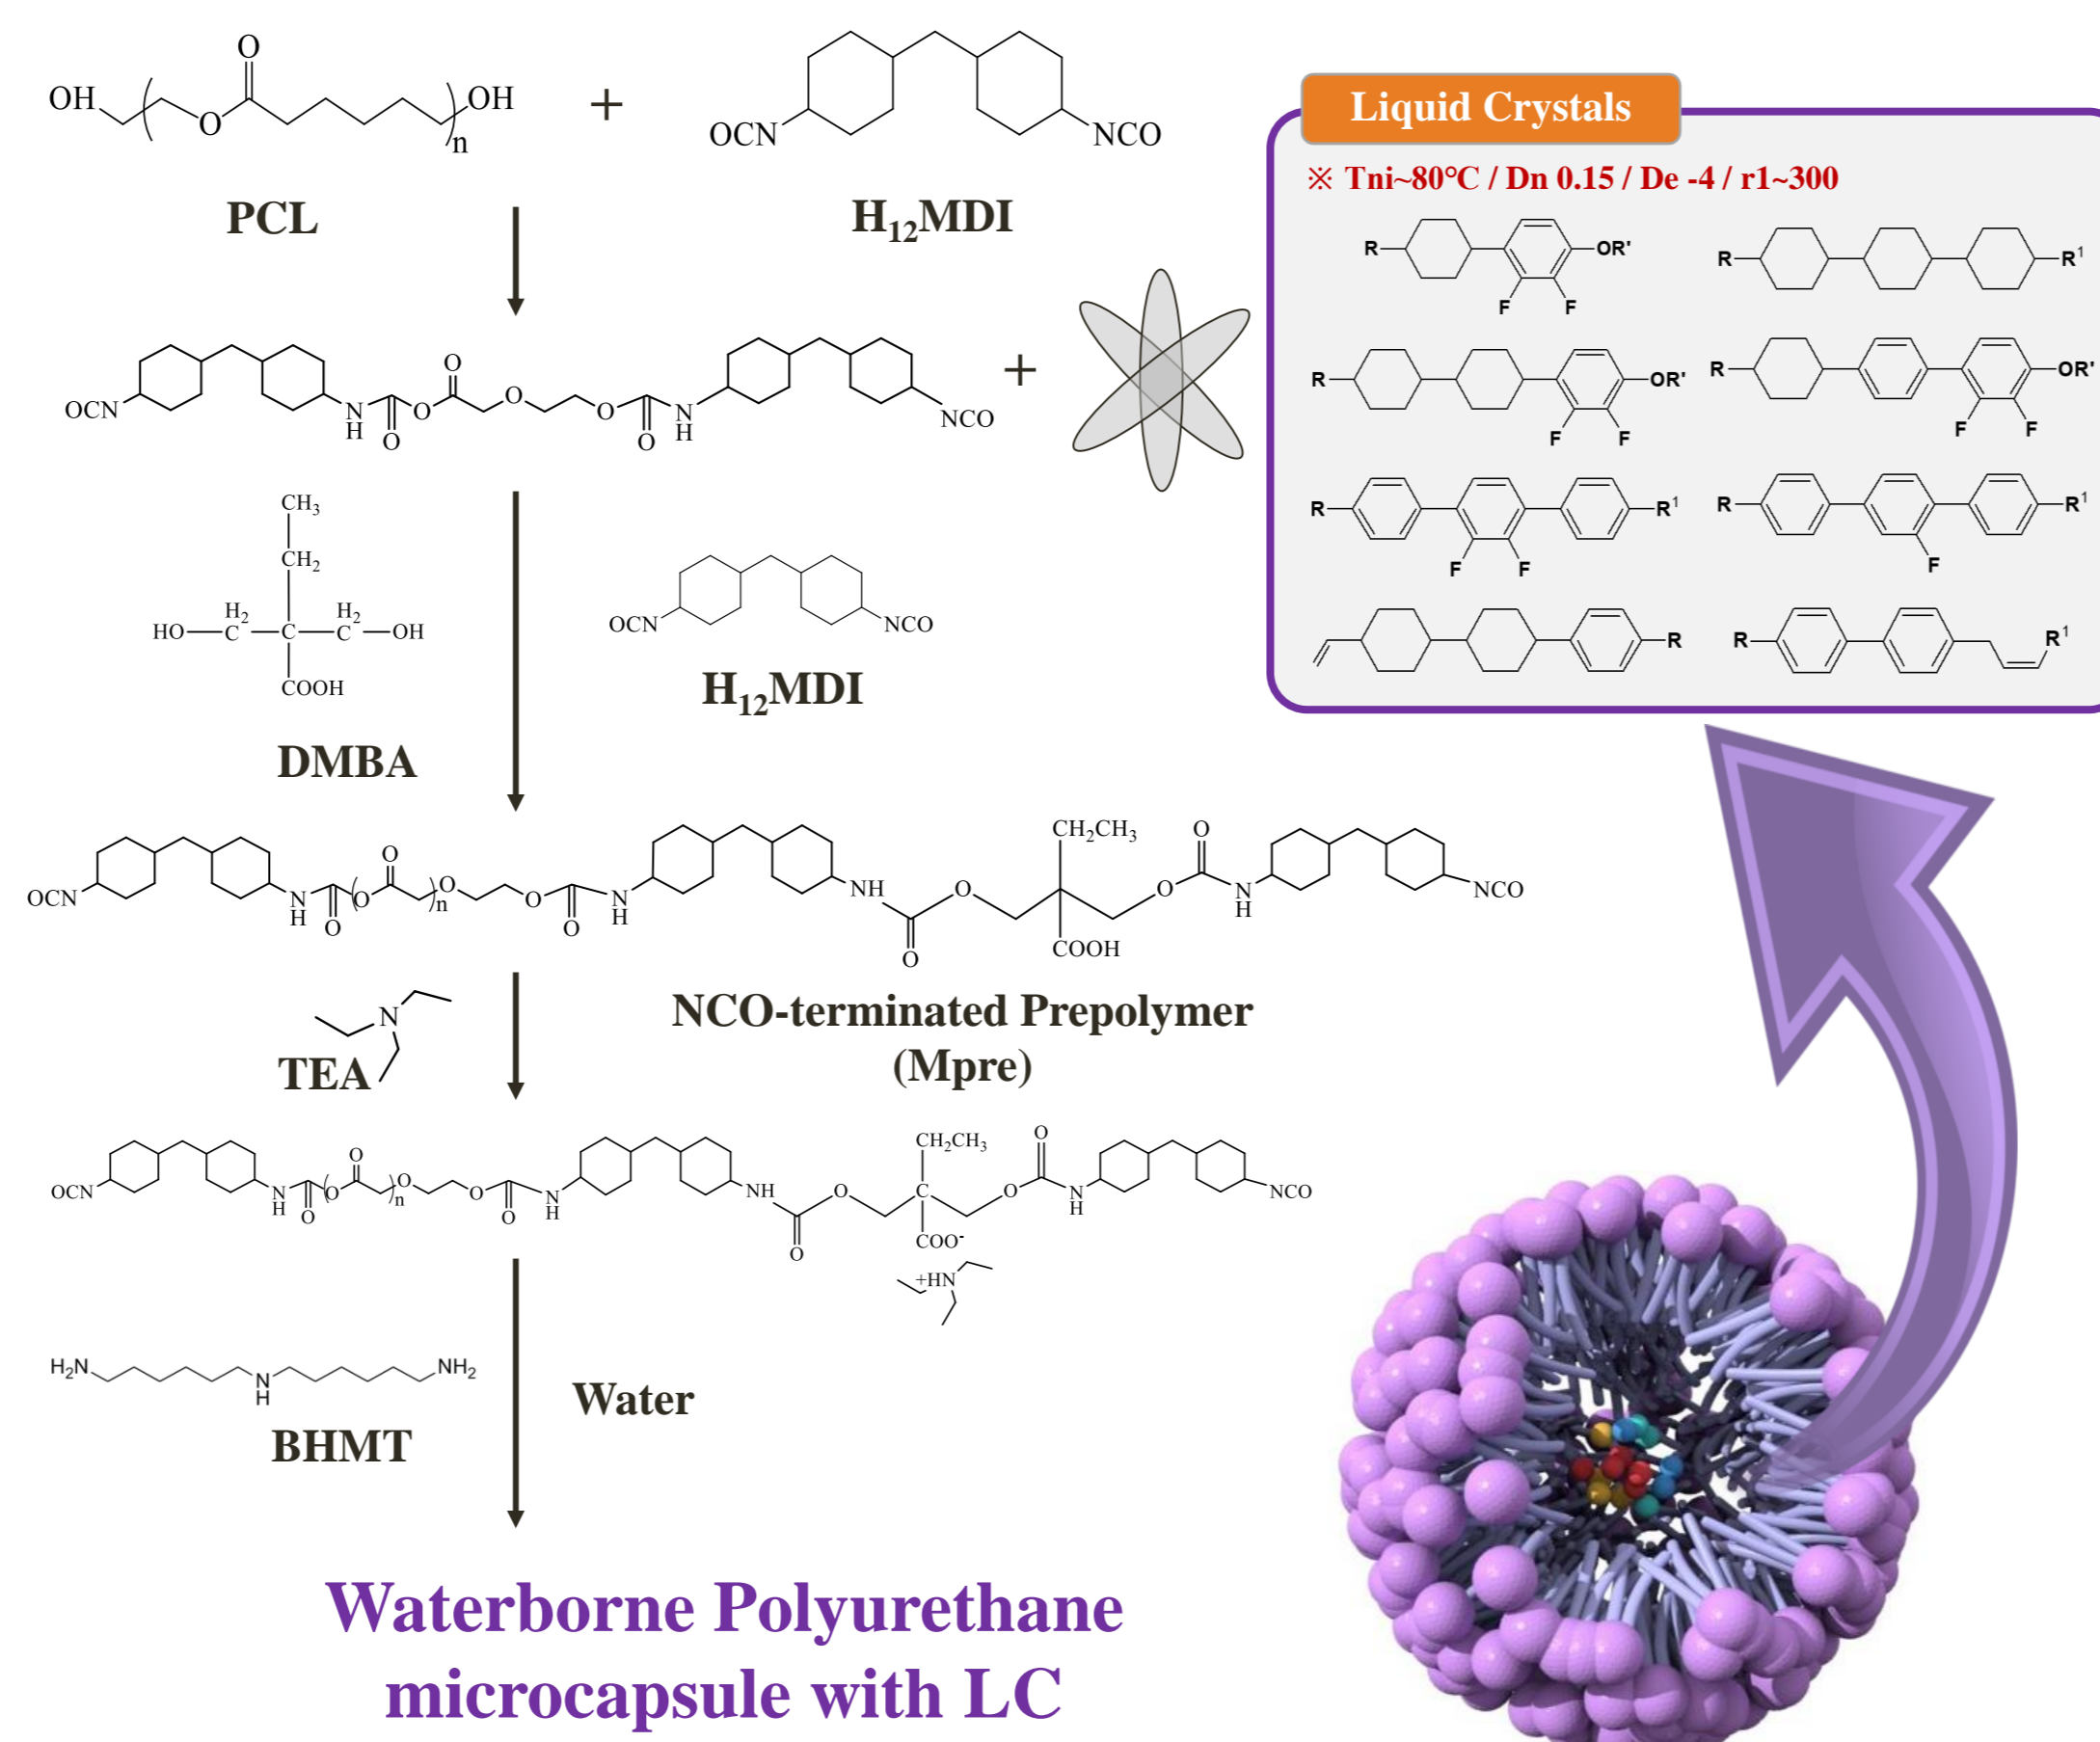 OH
O
O
n
OH
+
OCN
NCO
PCL
H₁₂MDI
Liquid Crystals
※ Tni~80℃ / Dn 0.15 / De -4 / r1~300
R
OR'
F
F
R
R¹
R
OR'
F
F
R
OR'
F
F
R
R¹
F
F
R
R¹
F
R
R
R¹
OCN
N
H
O
O
O
O
O
O
N
H
NCO
+
CH₃
CH₂
HO
H₂
C
C
H₂
C
OH
COOH
DMBA
OCN
NCO
H₁₂MDI
OCN
N
H
O
O
O
n
O
O
O
N
H
NH
O
O
CH₂CH₃
COOH
O
O
N
H
NCO
NCO-terminated Prepolymer
(Mpre)
N
TEA
OCN
N
H
O
O
O
n
O
O
O
N
H
NH
O
O
CH₂CH₃
C
COO⁻
O
O
N
H
NCO
+HN
H₂N
N
H
NH₂
BHMT
Water
Waterborne Polyurethane
microcapsule with LC